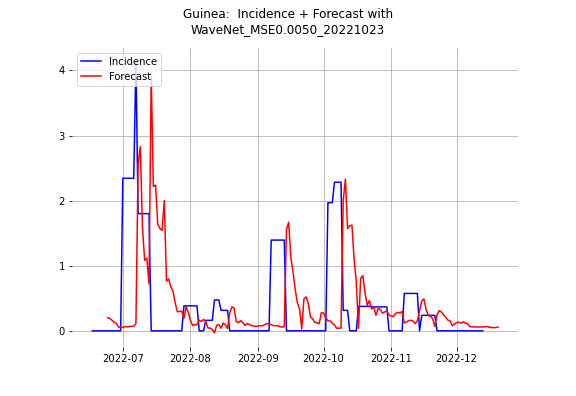 Guinea:  Incidence + Forecast with
WaveNet_MSE0.0050_20221023
Incidence
Forecast
4
3
2
1
0
2022-07
2022-08
2022-09
2022-10
2022-11
2022-12